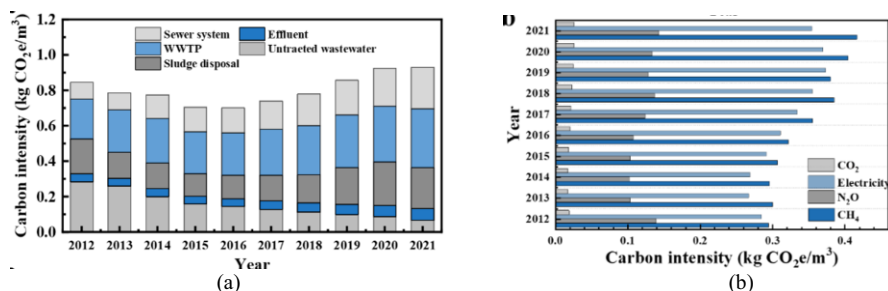 1.2
1.0
0.8
0.6
0.4
0.2
0.0
Carbon intensity (kg CO₂e/m³)
Sewer system
Effluent
WWTP
Untracted wastewater
Sludge disposal
2012 2013 2014 2015 2016 2017 2018 2019 2020 2021
Year
(a)
b
Year
2021
2020
2019
2018
2017
2016
2015
2014
2013
2012
CO₂
Electricity
N₂O
CH₄
0.0 0.1 0.2 0.3 0.4
Carbon intensity (kg CO₂e/m³)
(b)